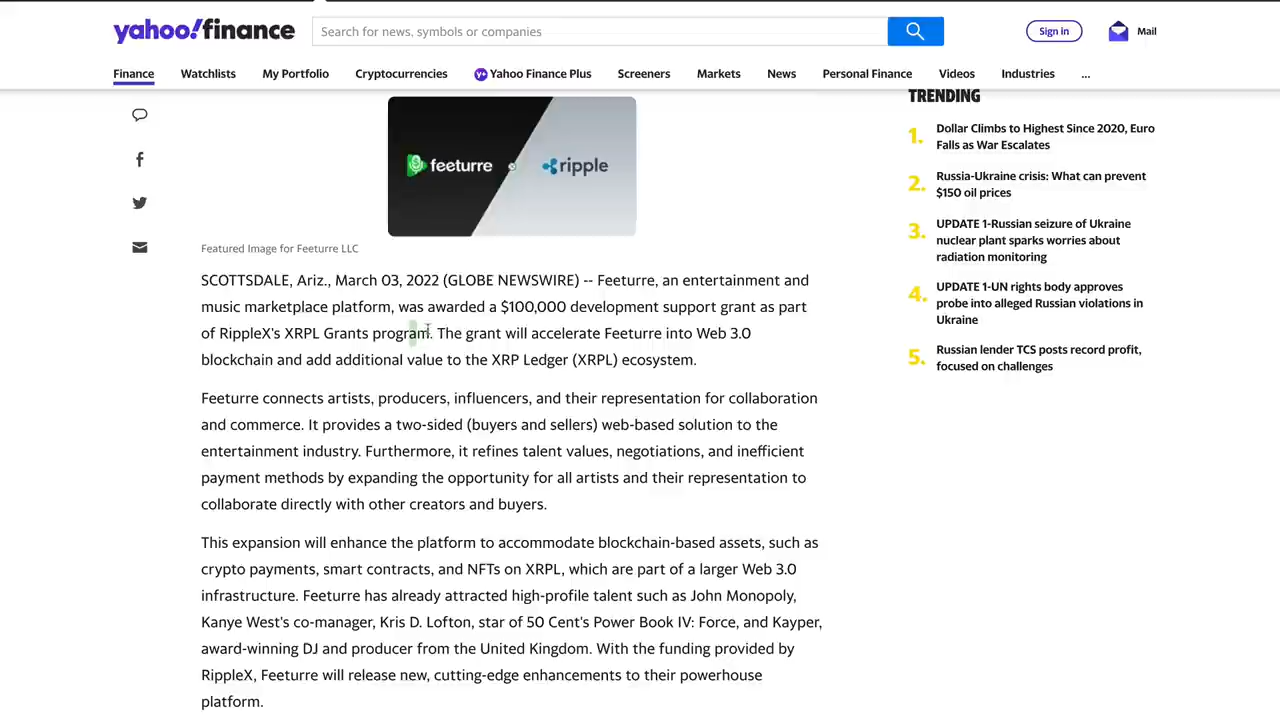 yahoo!finance
Search for news, symbols or companies
Sign in
Mail
Finance
Watchlists
My Portfolio
Cryptocurrencies
Y+ Yahoo Finance Plus
Screeners
Markets
News
Personal Finance
Videos
Industries
...
feeturre
ripple
Featured Image for Feeturre LLC
SCOTTSDALE, Ariz., March 03, 2022 (GLOBE NEWSWIRE) -- Feeturre, an entertainment and
music marketplace platform, was awarded a $100,000 development support grant as part
of RippleX's XRPL Grants program. The grant will accelerate Feeturre into Web 3.0
blockchain and add additional value to the XRP Ledger (XRPL) ecosystem.
Feeturre connects artists, producers, influencers, and their representation for collaboration
and commerce. It provides a two-sided (buyers and sellers) web-based solution to the
entertainment industry. Furthermore, it refines talent values, negotiations, and inefficient
payment methods by expanding the opportunity for all artists and their representation to
collaborate directly with other creators and buyers.
This expansion will enhance the platform to accommodate blockchain-based assets, such as
crypto payments, smart contracts, and NFTs on XRPL, which are part of a larger Web 3.0
infrastructure. Feeturre has already attracted high-profile talent such as John Monopoly,
Kanye West's co-manager, Kris D. Lofton, star of 50 Cent's Power Book IV: Force, and Kayper,
award-winning DJ and producer from the United Kingdom. With the funding provided by
RippleX, Feeturre will release new, cutting-edge enhancements to their powerhouse
platform.
TRENDING
1. Dollar Climbs to Highest Since 2020, Euro
Falls as War Escalates
2. Russia-Ukraine crisis: What can prevent
$150 oil prices
3. UPDATE 1-Russian seizure of Ukraine
nuclear plant sparks worries about
radiation monitoring
4. UPDATE 1-UN rights body approves
probe into alleged Russian violations in
Ukraine
5. Russian lender TCS posts record profit,
focused on challenges